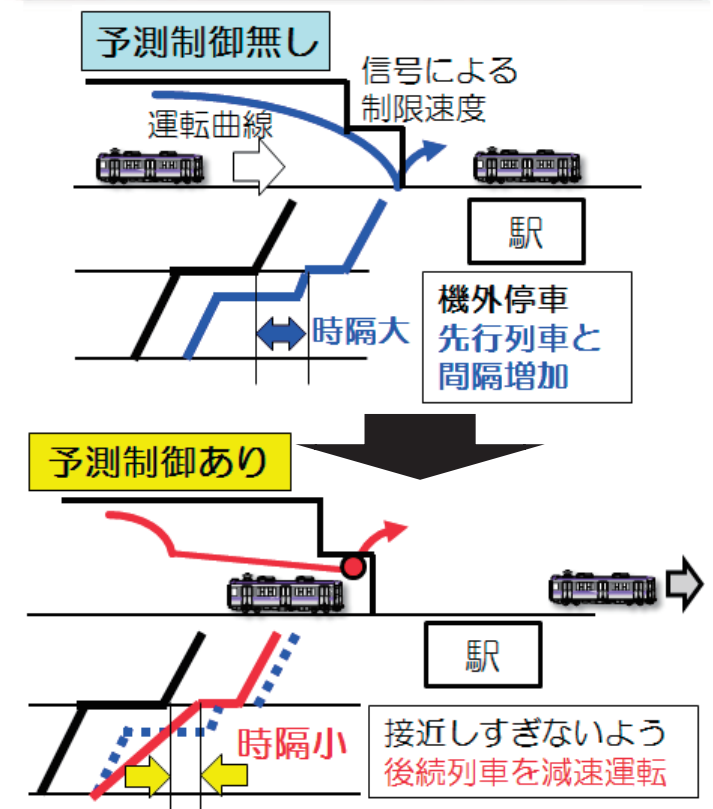 予測制御無し
信号による
制限速度
運転曲線
駅
時隔大
機外停車
先行列車と
間隔増加
予測制御あり
駅
時隔小
接近しすぎないよう
後続列車を減速運転